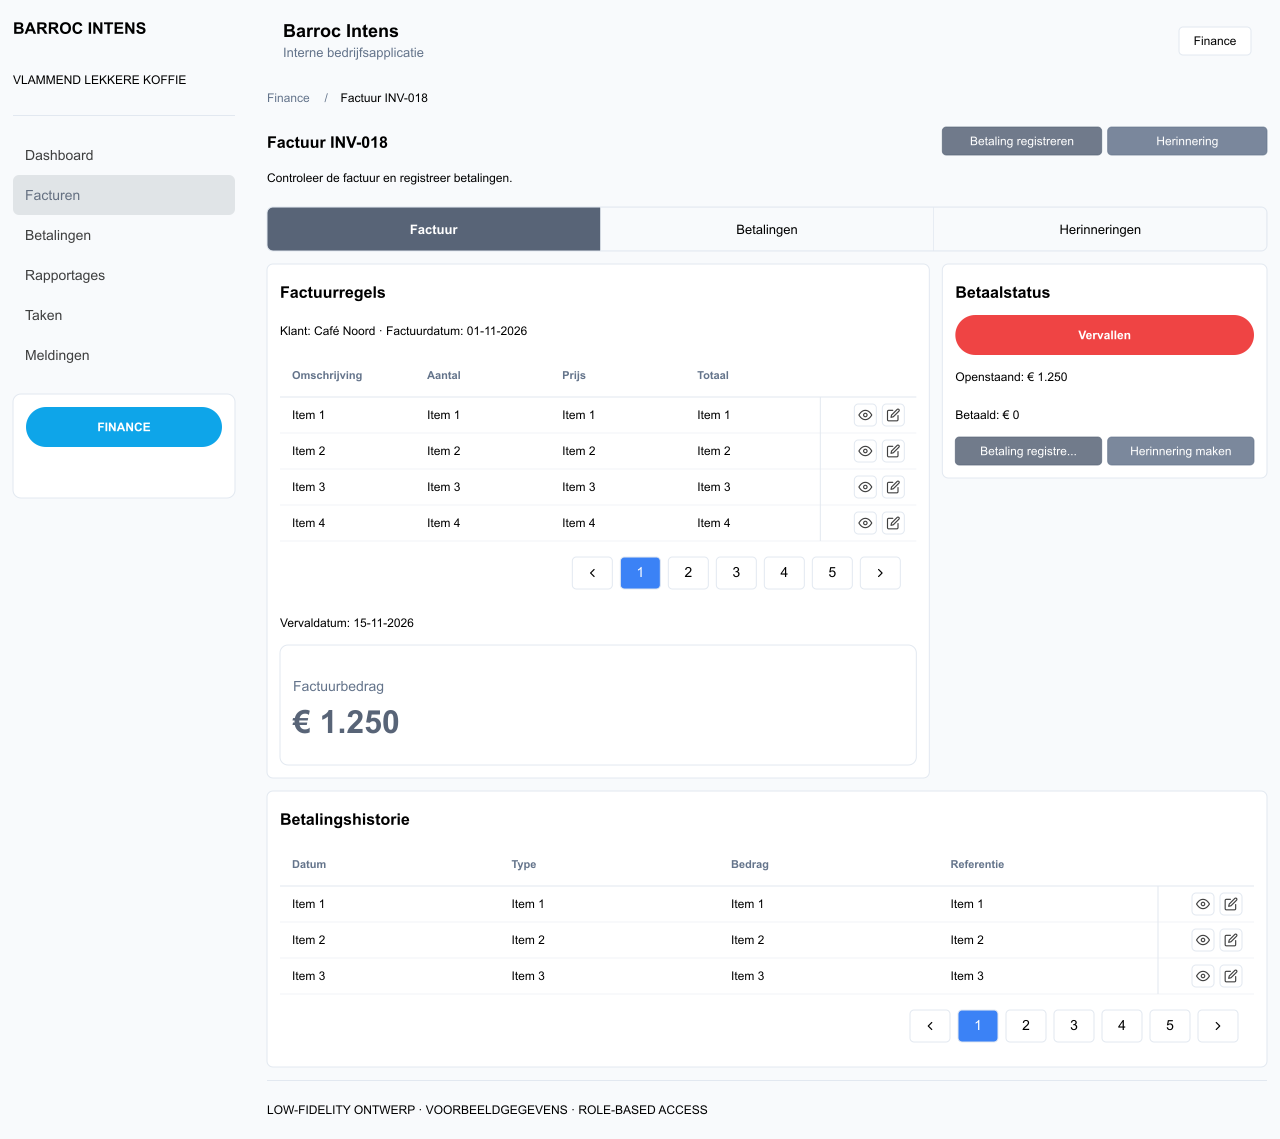 BARROC INTENS
VLAMMEND LEKKERE KOFFIE
Dashboard
Facturen
Betalingen
Rapportages
Taken
Meldingen
FINANCE
Barroc Intens
Interne bedrijfsapplicatie
Finance
Finance / Factuur INV-018
Factuur INV-018
Betaling registreren Herinnering
Controleer de factuur en registreer betalingen.
Factuur Betalingen Herinneringen
Factuurregels
Klant: Café Noord · Factuurdatum: 01-11-2026
Omschrijving Aantal Prijs Totaal
Item 1 Item 1 Item 1 Item 1
Item 2 Item 2 Item 2 Item 2
Item 3 Item 3 Item 3 Item 3
Item 4 Item 4 Item 4 Item 4
1 2 3 4 5
Vervaldatum: 15-11-2026
Factuurbedrag
€ 1.250
Betaalstatus
Vervallen
Openstaand: € 1.250
Betaald: € 0
Betaling registre... Herinnering maken
Betalingshistorie
Datum Type Bedrag Referentie
Item 1 Item 1 Item 1 Item 1
Item 2 Item 2 Item 2 Item 2
Item 3 Item 3 Item 3 Item 3
1 2 3 4 5
LOW-FIDELITY ONTWERP · VOORBEELDGEGEVENS · ROLE-BASED ACCESS